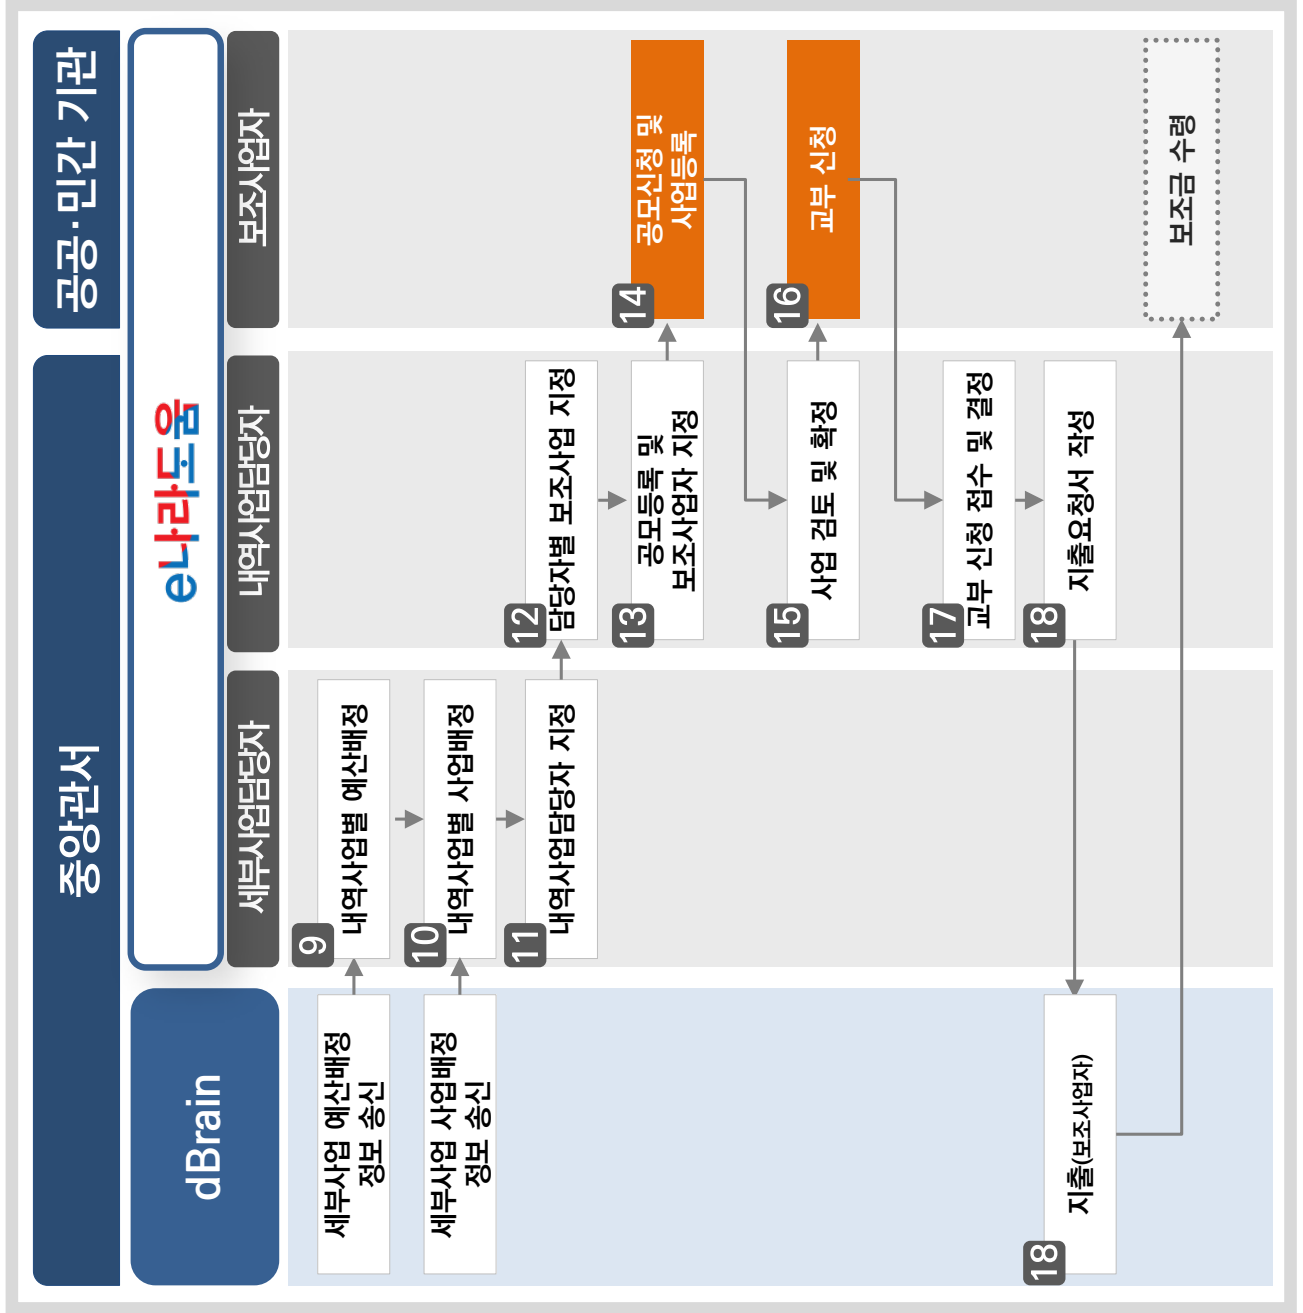 중앙관서
공공·민간 기관
dBrain
e나라도움
세부사업담당자
내역사업담당자
보조사업자
세부사업 예산배정
정보 송신
9
내역사업별 예산배정
세부사업 사업배정
정보 송신
10
내역사업별 사업배정
11
내역사업담당자 지정
12
담당자별 보조사업 지정
13
공모등록 및
보조사업자 지정
14
공모신청 및
사업등록
15
사업 검토 및 확정
16
교부 신청
17
교부 신청 접수 및 결정
18
지출요청서 작성
18
지출(보조사업자)
보조금 수령